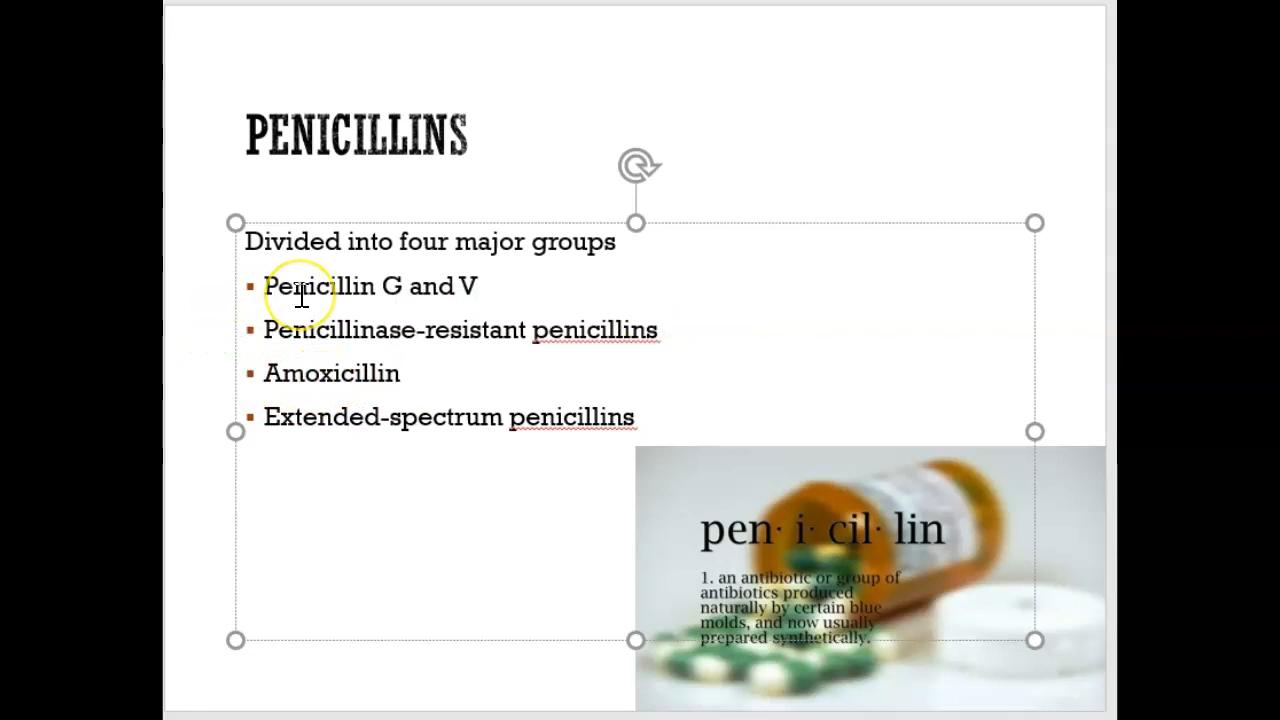 PENICILLINS
Divided into four major groups
▪ Penicillin G and V
▪ Penicillinase-resistant penicillins
▪ Amoxicillin
▪ Extended-spectrum penicillins
pen· i· cil· lin
1. an antibiotic or group of
antibiotics produced
naturally by certain blue
molds, and now usually
prepared synthetically.